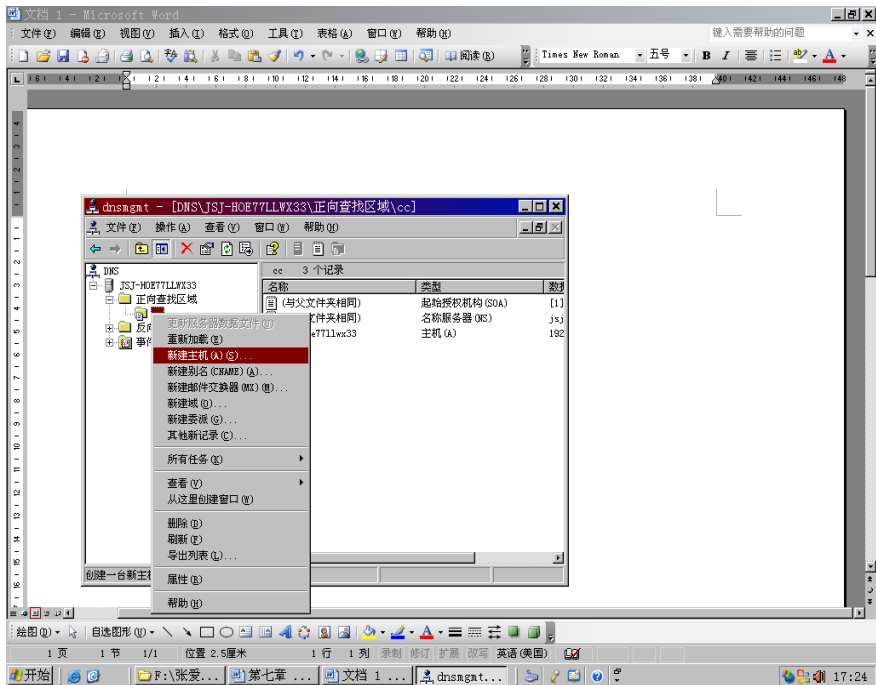 文档 1 - Microsoft Word
文件(F) 编辑(E) 视图(V) 插入(I) 格式(O) 工具(T) 表格(A) 窗口(W) 帮助(H) 键入需要帮助的问题
阅读(R) Times New Roman 五号 B I A
dnsmgmt - [DNS\JSJ-HOE77LLWX33\正向查找区域\cc]
文件(F) 操作(A) 查看(V) 窗口(W) 帮助(H)
DNS
JSJ-HOE77LLWX33
正向查找区域
反向
事件
cc 3 个记录
名称 类型 数据
(与父文件夹相同) 起始授权机构(SOA) [1]
文件夹相同) 名称服务器(NS) jsj
e77llwx33 主机(A) 192
更新服务器数据文件(U)
重新加载(E)
新建主机(A)(S)...
新建别名(CNAME)(A)...
新建邮件交换器(MX)(M)...
新建域(O)...
新建委派(G)...
其他新记录(C)...
所有任务(K)
查看(V)
从这里创建窗口(W)
删除(D)
刷新(F)
导出列表(L)...
属性(R)
帮助(H)
创建一台新主机
绘图(D) 自选图形(U)
1 页 1 节 1/1 位置 2.5厘米 1 行 1 列 录制 修订 扩展 改写 英语(美国)
开始 F:\张爱... 第七章 ... 文档 1 ... dnsmgmt... 17:24